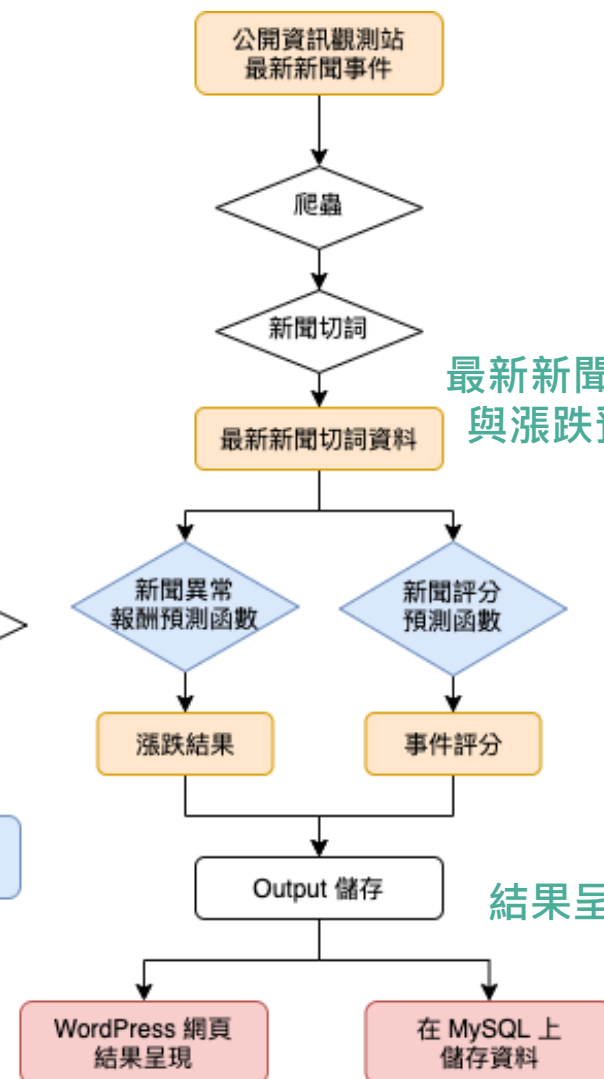 公開資訊觀測站
最新新聞事件
爬蟲
新聞切詞
最新新聞
與漲跌預
最新新聞切詞資料
新聞異常
報酬預測函數
新聞評分
預測函數
漲跌結果
事件評分
Output 儲存
結果呈
WordPress 網頁
結果呈現
在 MySQL 上
儲存資料